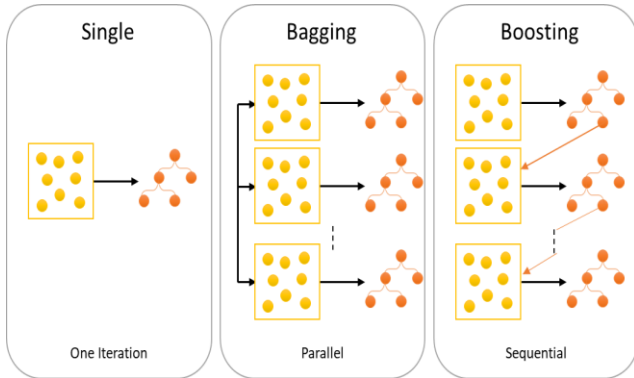 Single
Bagging
Boosting
One Iteration
Parallel
Sequential